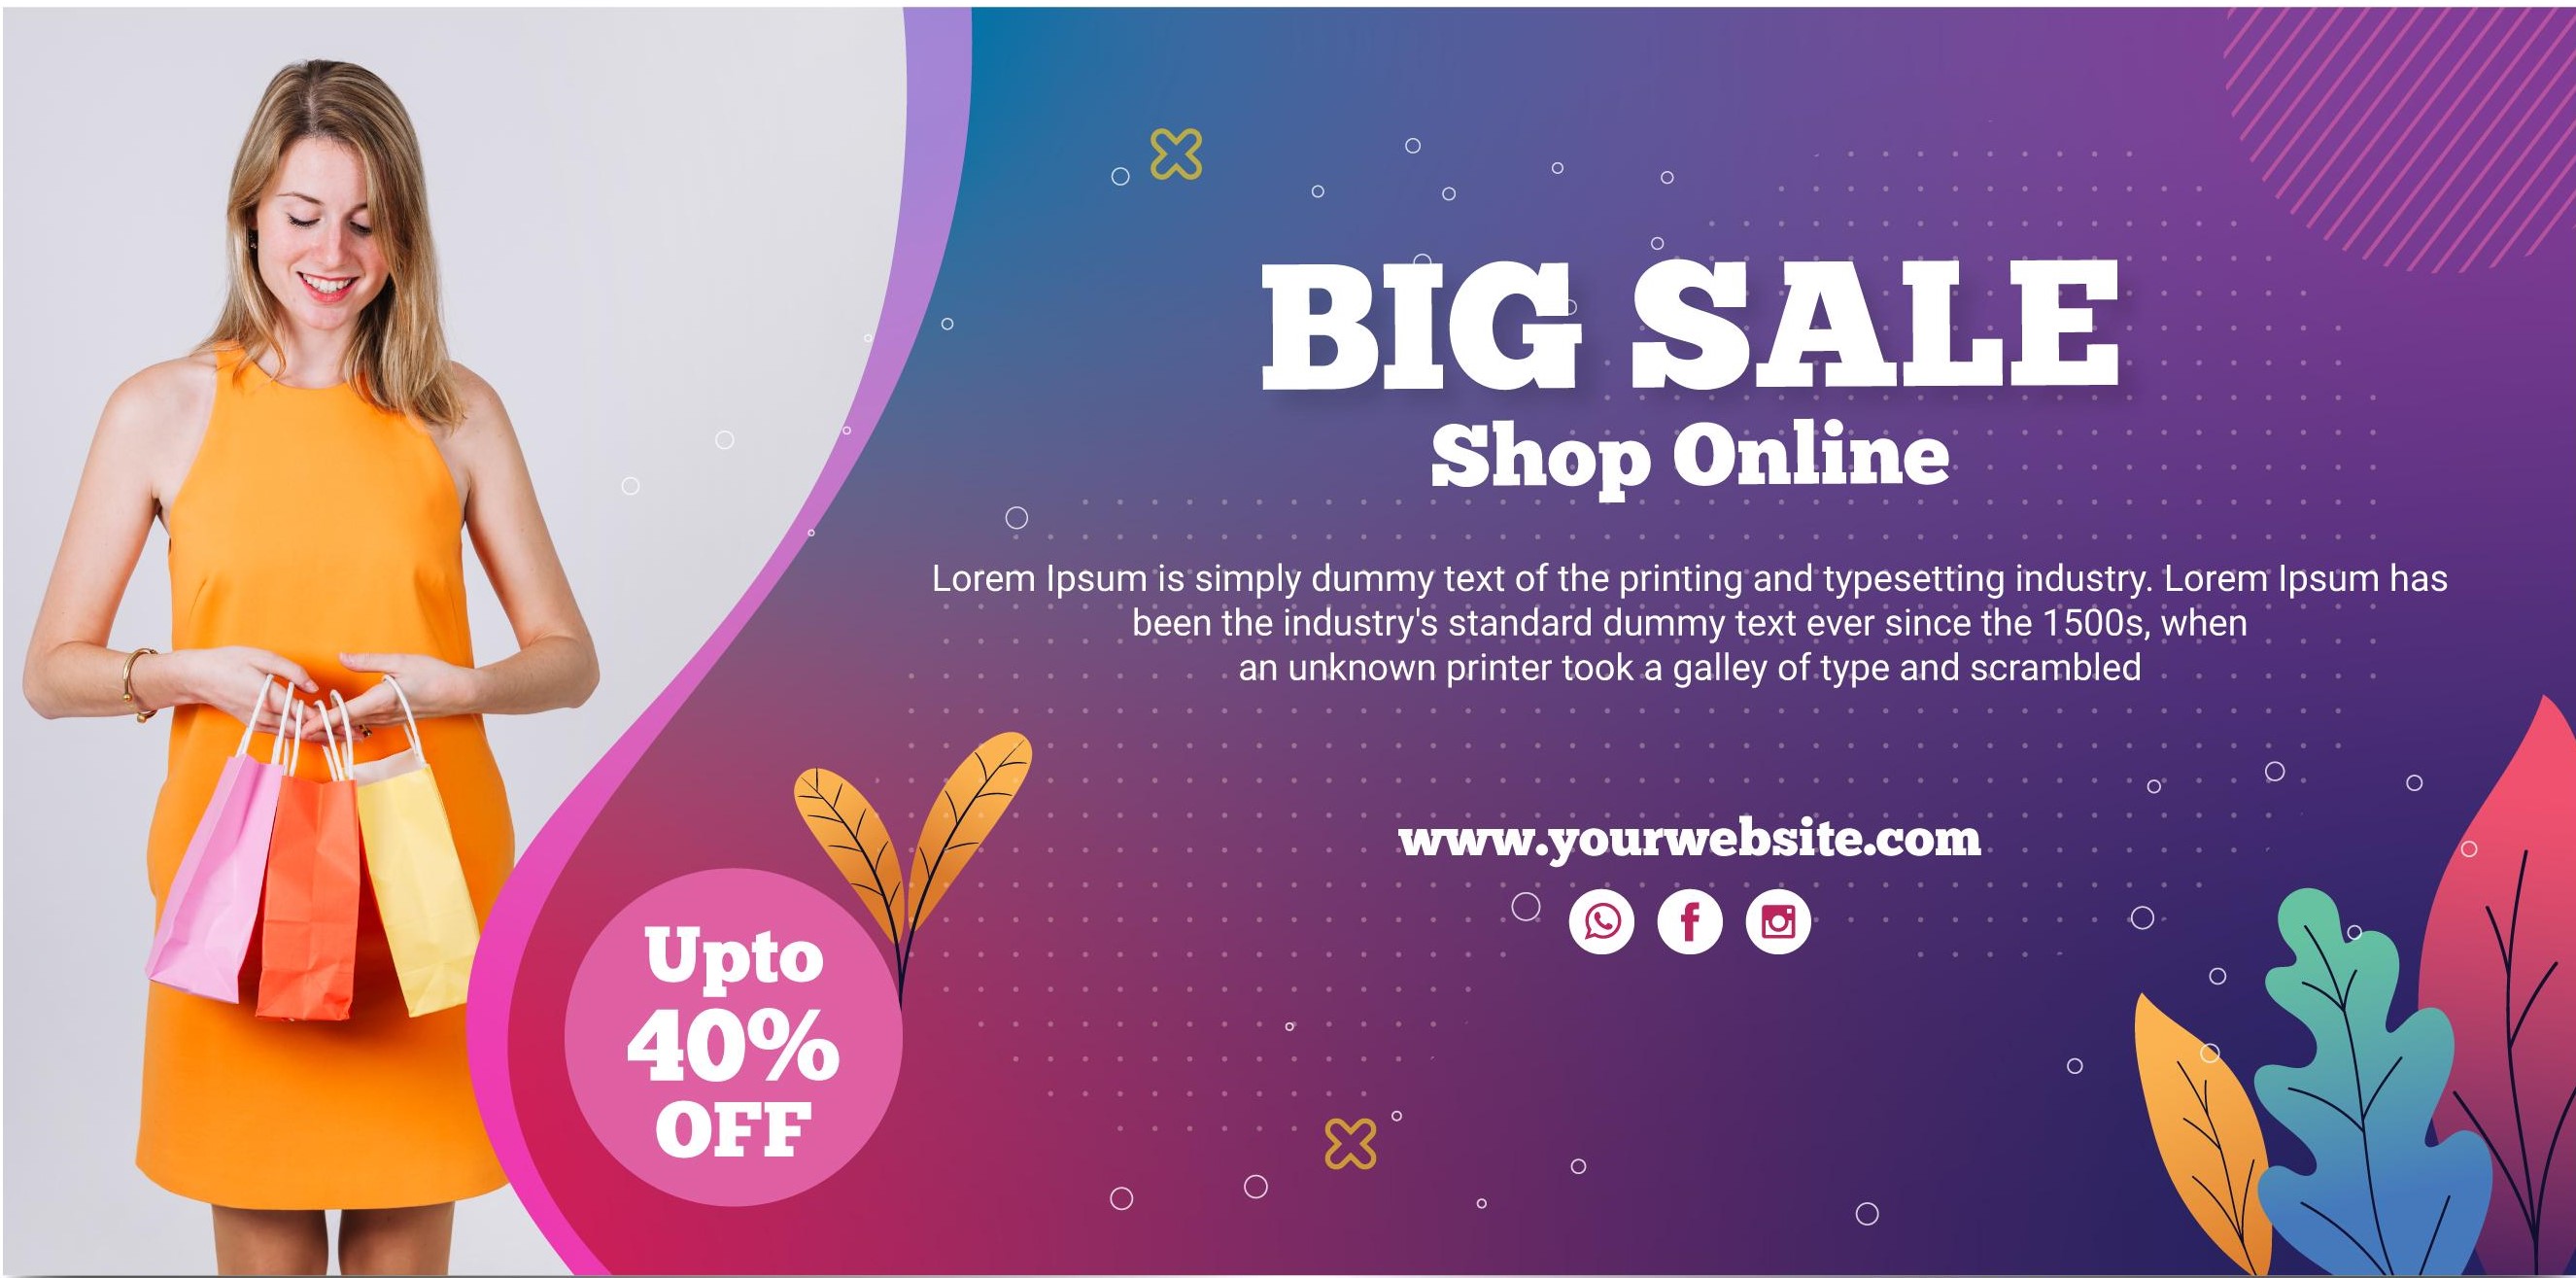 BIG SALE
Shop Online
Lorem Ipsum is simply dummy text of the printing and typesetting industry. Lorem Ipsum has
been the industry's standard dummy text ever since the 1500s, when
an unknown printer took a galley of type and scrambled
www.yourwebsite.com
Upto
40%
OFF